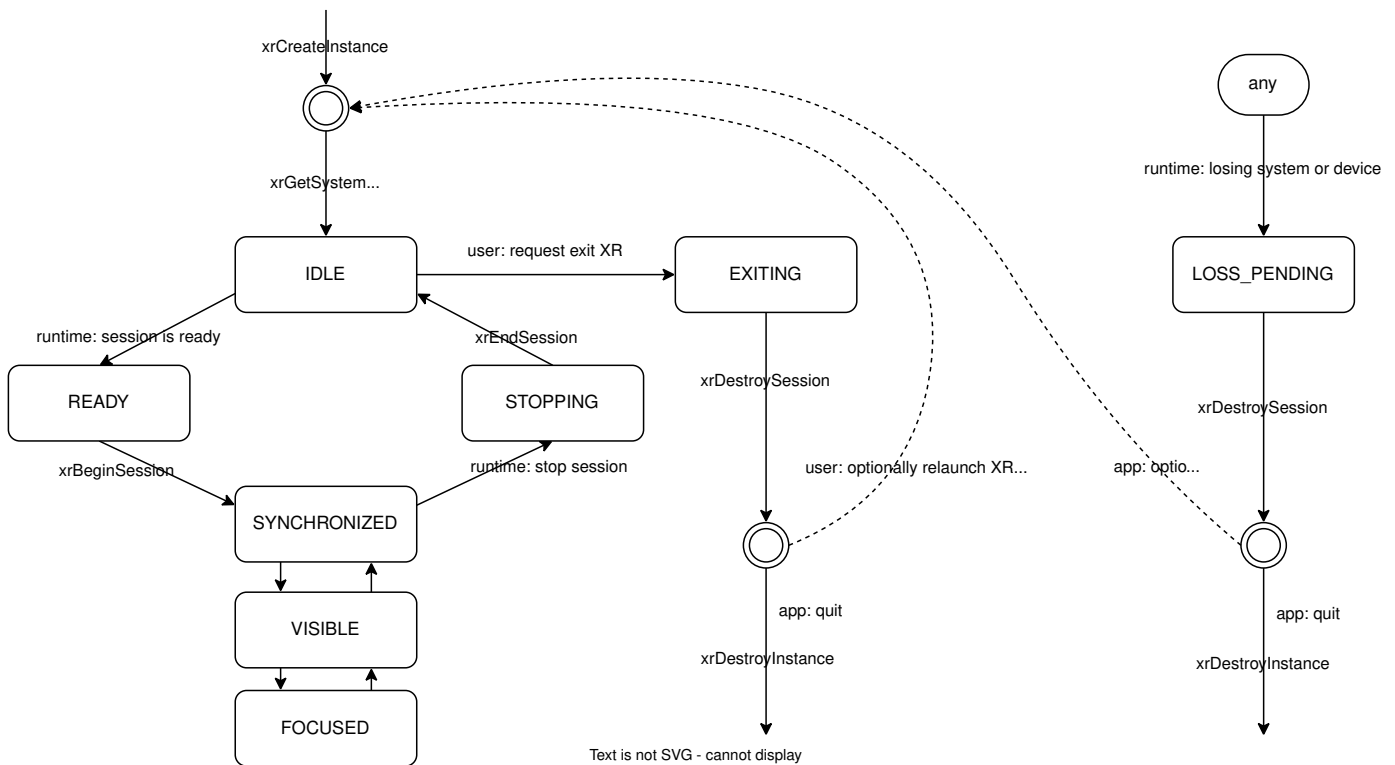 xrCreateInstance
any
runtime: losing system or device
xrGetSystem...
user: request exit XR
IDLE
EXITING
LOSS_PENDING
runtime: session is ready
xrEndSession
xrDestroySession
READY
STOPPING
xrDestroySession
xrBeginSession
runtime: stop session
user: optionally relaunch XR...
app: optio...
SYNCHRONIZED
VISIBLE
app: quit
app: quit
xrDestroyInstance
xrDestroyInstance
FOCUSED
Text is not SVG - cannot display